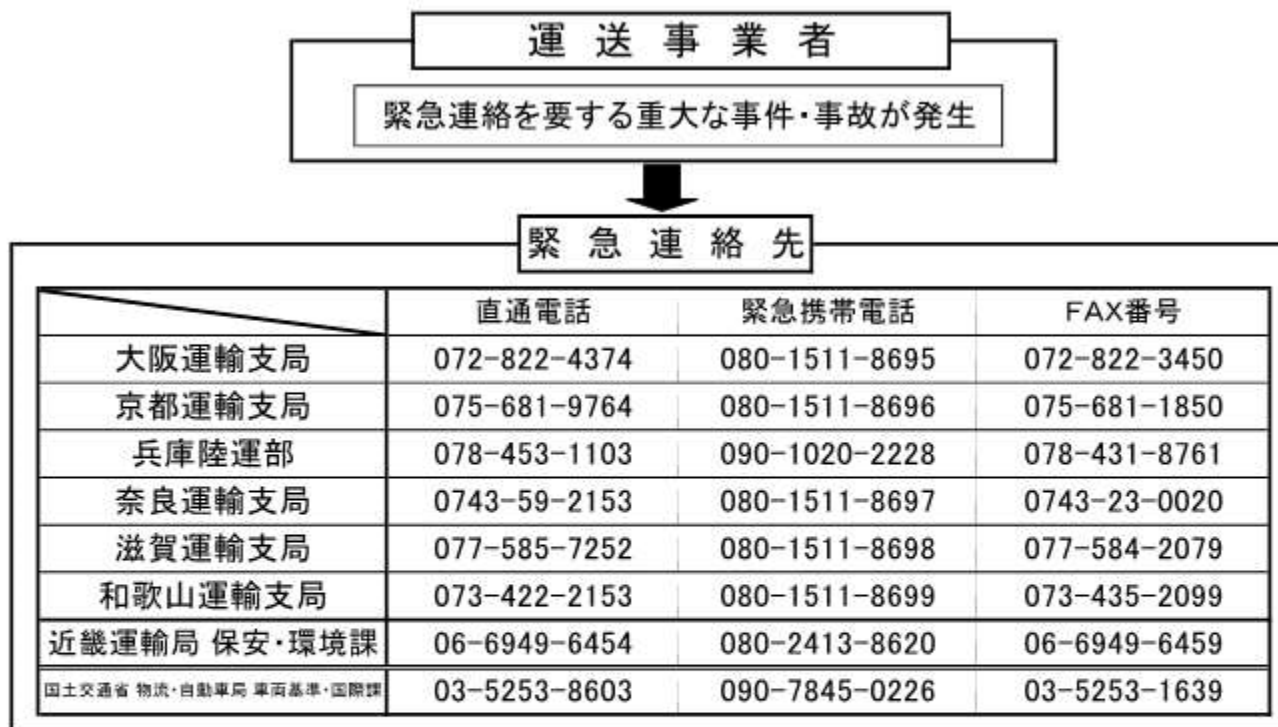 運送事業者
緊急連絡を要する重大な事件・事故が発生
緊急連絡先
直通電話 緊急携帯電話 FAX番号
大阪運輸支局 072-822-4374 080-1511-8695 072-822-3450
京都運輸支局 075-681-9764 080-1511-8696 075-681-1850
兵庫陸運部 078-453-1103 090-1020-2228 078-431-8761
奈良運輸支局 0743-59-2153 080-1511-8697 0743-23-0020
滋賀運輸支局 077-585-7252 080-1511-8698 077-584-2079
和歌山運輸支局 073-422-2153 080-1511-8699 073-435-2099
近畿運輸局 保安・環境課 06-6949-6454 080-2413-8620 06-6949-6459
国土交通省 物流・自動車局 車両基準・国際課 03-5253-8603 090-7845-0226 03-5253-1639